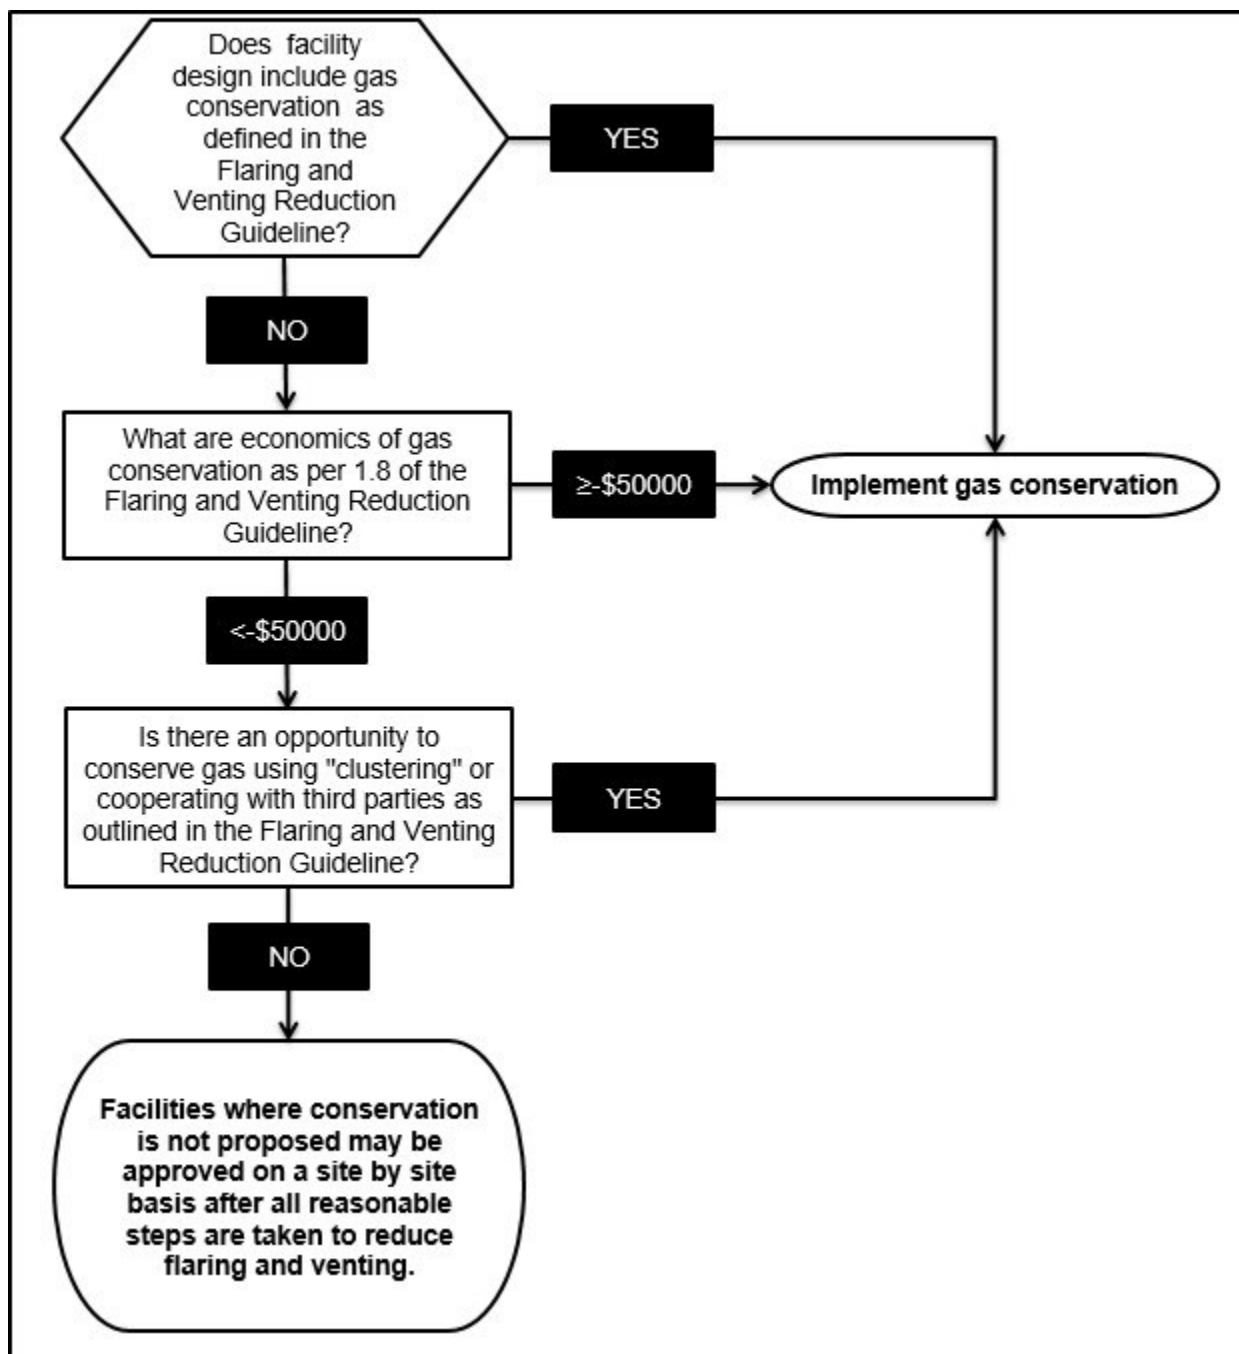 Does facility
design include gas
conservation as
defined in the
Flaring and
Venting Reduction
Guideline?
YES
NO
What are economics of gas
conservation as per 1.8 of the
Flaring and Venting Reduction
Guideline?
≥-$50000
Implement gas conservation
<-$50000
Is there an opportunity to
conserve gas using "clustering" or
cooperating with third parties as
outlined in the Flaring and Venting
Reduction Guideline?
YES
NO
Facilities where conservation
is not proposed may be
approved on a site by site
basis after all reasonable
steps are taken to reduce
flaring and venting.